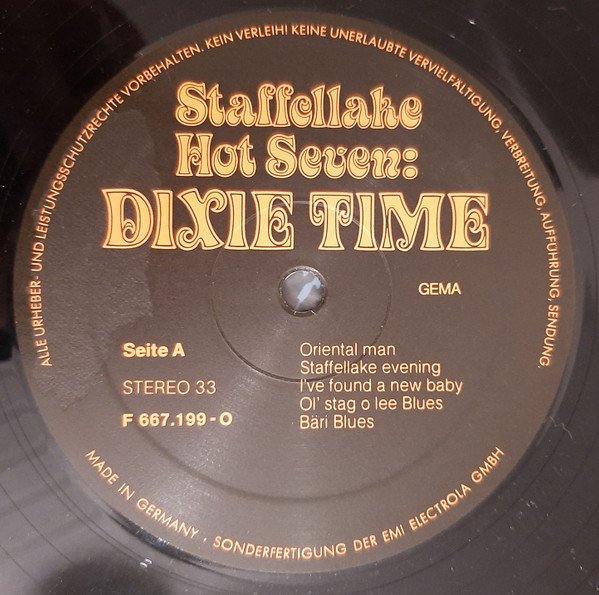 ALLE URHEBER- UND LEISTUNGSSCHUTZRECHTE VORBEHALTEN. KEIN VERLEIH! KEINE UNERLAUBTE VERVIELFÄLTIGUNG, VERBREITUNG, AUFFÜHRUNG, SENDUNG.
Staffellake
Hot Seven:
DIXIE TIME
GEMA
Seite A
STEREO 33
F 667.199-0
Oriental man
Staffellake evening
I've found a new baby
Ol' stag o lee Blues
Bäri Blues
MADE IN GERMANY · SONDERFERTIGUNG DER EMI ELECTROLA GMBH